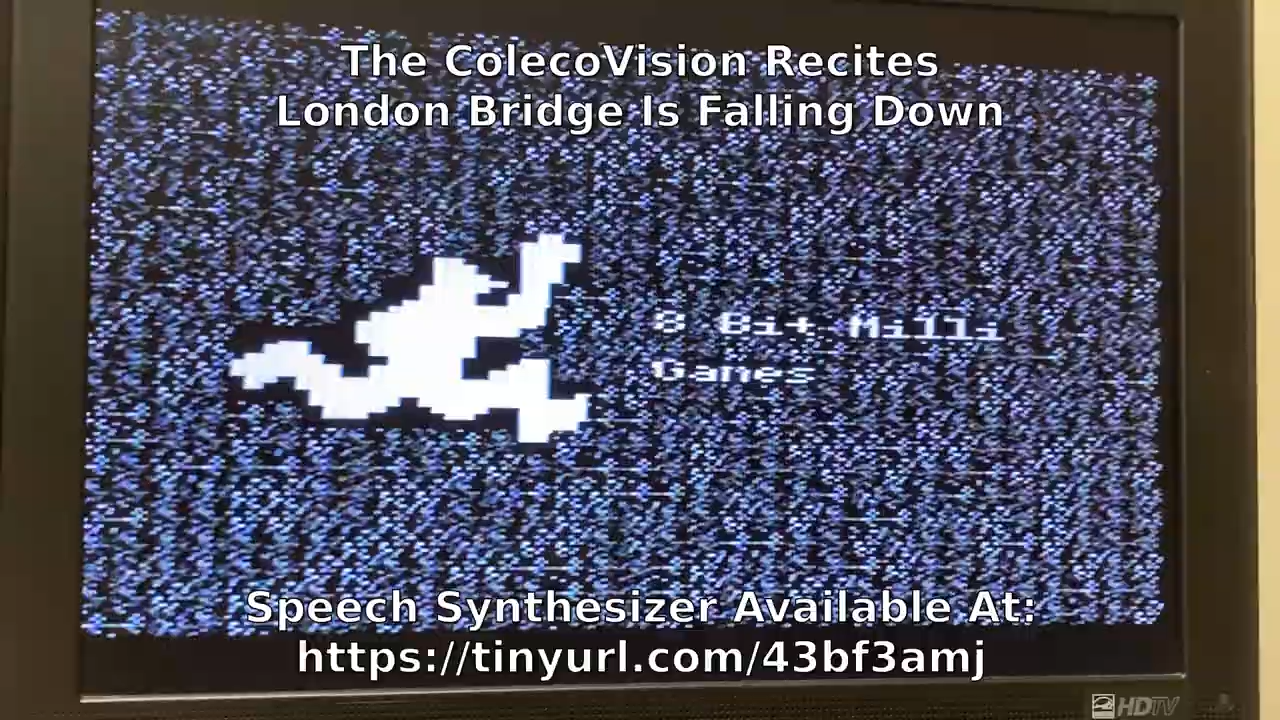 The ColecoVision Recites
London Bridge Is Falling Down
8 Bit Milli
Games
Speech Synthesizer Available At:
https://tinyurl.com/43bf3amj
HDTV